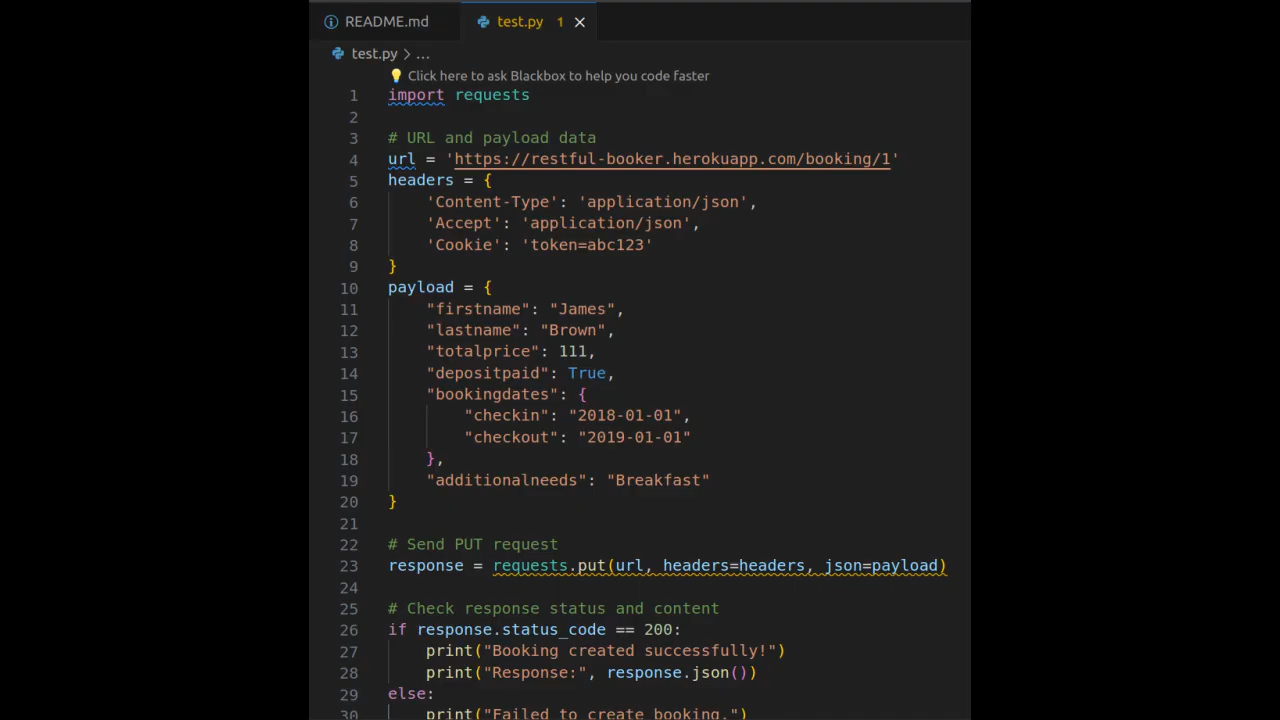 README.md
test.py 1
test.py > ...
Click here to ask Blackbox to help you code faster
1 import requests
2
3 # URL and payload data
4 url = 'https://restful-booker.herokuapp.com/booking/1'
5 headers = {
6     'Content-Type': 'application/json',
7     'Accept': 'application/json',
8     'Cookie': 'token=abc123'
9 }
10 payload = {
11     "firstname": "James",
12     "lastname": "Brown",
13     "totalprice": 111,
14     "depositpaid": True,
15     "bookingdates": {
16         "checkin": "2018-01-01",
17         "checkout": "2019-01-01"
18     },
19     "additionalneeds": "Breakfast"
20 }
21
22 # Send PUT request
23 response = requests.put(url, headers=headers, json=payload)
24
25 # Check response status and content
26 if response.status_code == 200:
27     print("Booking created successfully!")
28     print("Response:", response.json())
29 else:
30     print("Failed to create booking.")